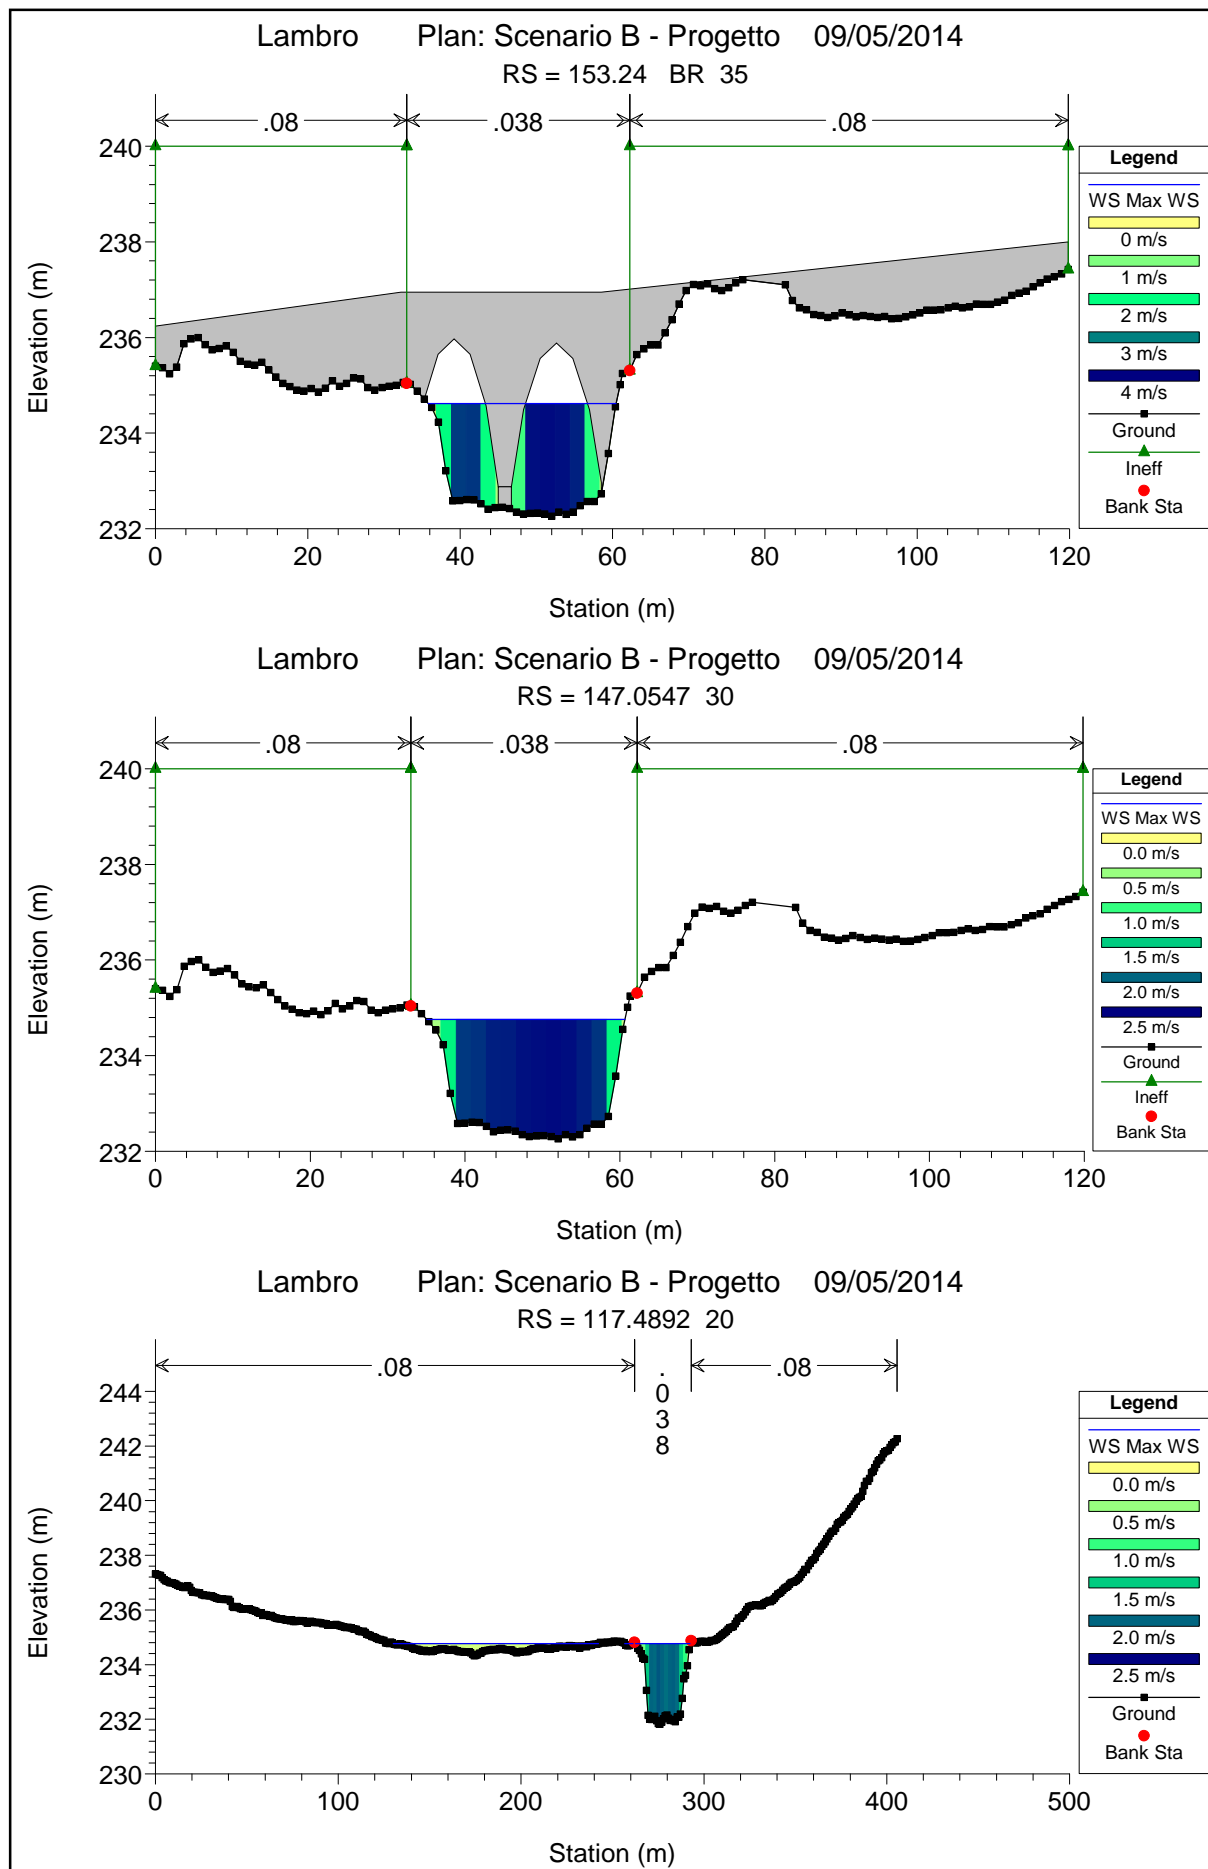 Lambro Plan: Scenario B - Progetto 09/05/2014
RS = 153.24 BR 35
.08 .038 .08
240
238
236
234
232
Elevation (m)
0 20 40 60 80 100 120
Station (m)
Legend
WS Max WS
0 m/s
1 m/s
2 m/s
3 m/s
4 m/s
Ground
Ineff
Bank Sta
Lambro Plan: Scenario B - Progetto 09/05/2014
RS = 147.0547 30
.08 .038 .08
240
238
236
234
232
Elevation (m)
0 20 40 60 80 100 120
Station (m)
Legend
WS Max WS
0.0 m/s
0.5 m/s
1.0 m/s
1.5 m/s
2.0 m/s
2.5 m/s
Ground
Ineff
Bank Sta
Lambro Plan: Scenario B - Progetto 09/05/2014
RS = 117.4892 20
.08 .038 .08
244
242
240
238
236
234
232
230
Elevation (m)
0 100 200 300 400 500
Station (m)
Legend
WS Max WS
0.0 m/s
0.5 m/s
1.0 m/s
1.5 m/s
2.0 m/s
2.5 m/s
Ground
Bank Sta